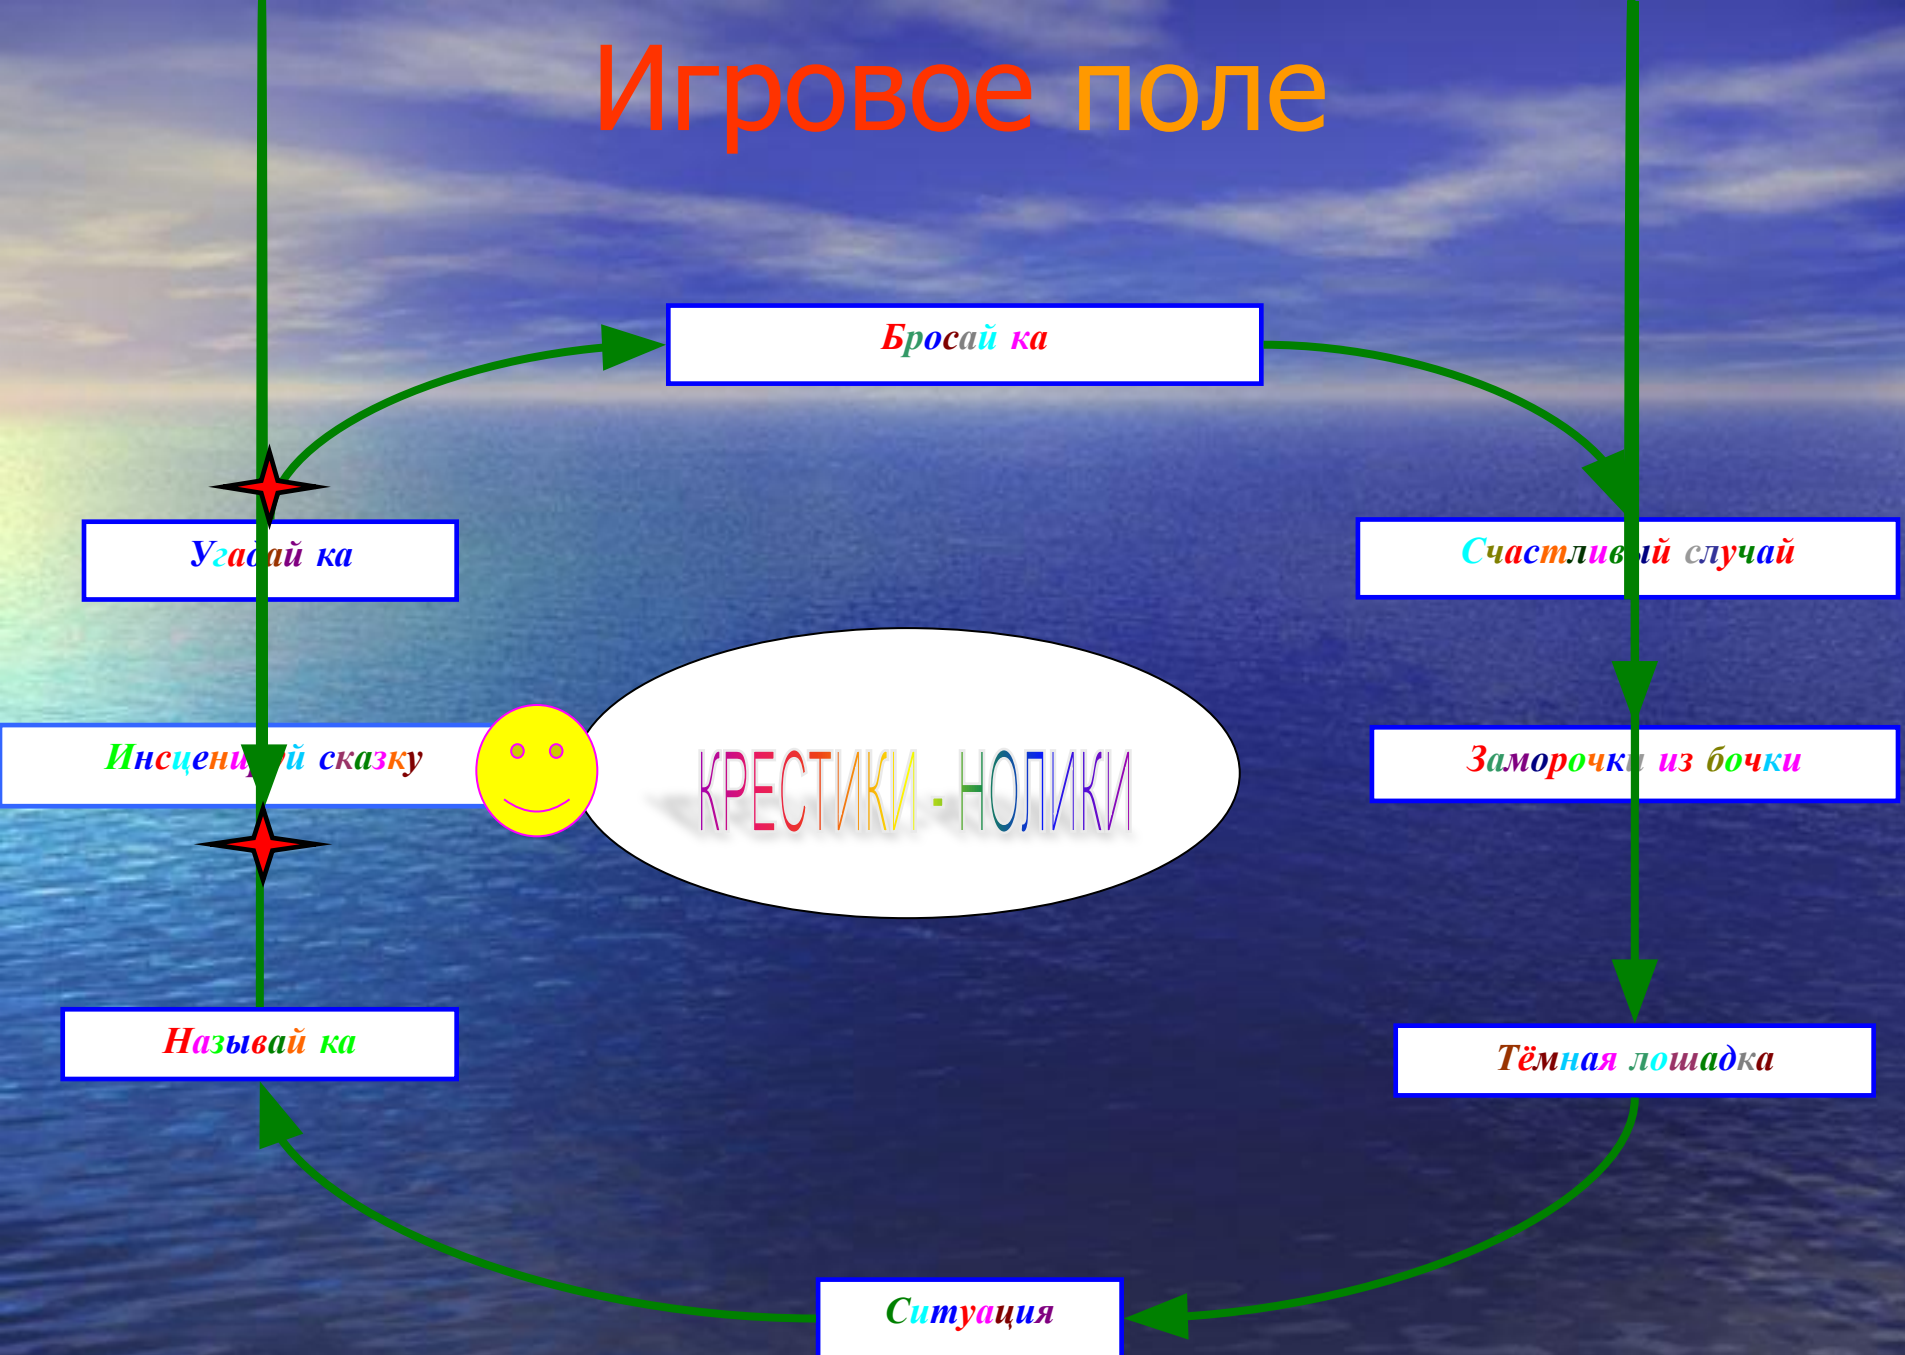 Игровое поле
Бросай ка
Угадай ка
Счастливый случай
Инсценируй сказку
КРЕСТИКИ - НОЛИКИ
Заморочки из бочки
Называй ка
Тёмная лошадка
Ситуация